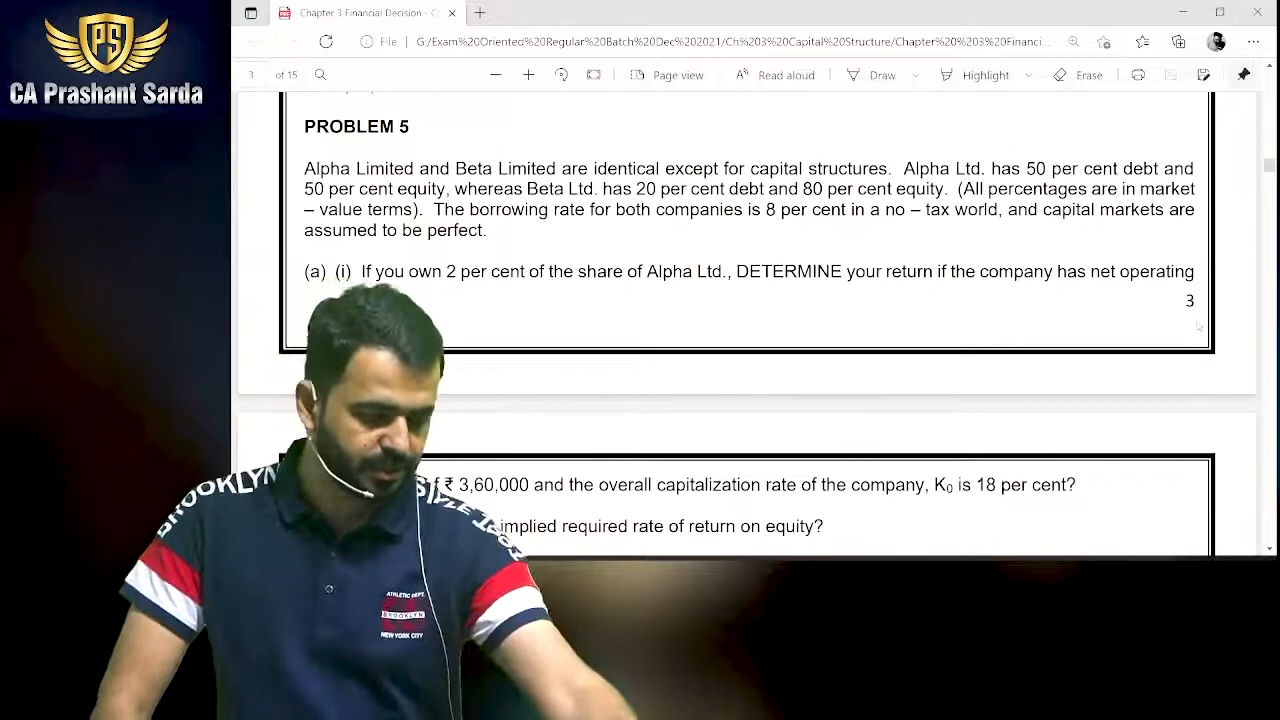 PS
CA Prashant Sarda
Chapter 3 Financial Decision - C
File
G:/Exam%20Oriented%20Regular%20Batch%20Dec%202021/Ch%203%20Capital%20Structure/Chapter%20%203%20Financi...
3 of 15
Page view
Read aloud
Draw
Highlight
Erase
PROBLEM 5
Alpha Limited and Beta Limited are identical except for capital structures. Alpha Ltd. has 50 per cent debt and
50 per cent equity, whereas Beta Ltd. has 20 per cent debt and 80 per cent equity. (All percentages are in market
– value terms). The borrowing rate for both companies is 8 per cent in a no – tax world, and capital markets are
assumed to be perfect.
(a) (i) If you own 2 per cent of the share of Alpha Ltd., DETERMINE your return if the company has net operating
3
₹ 3,60,000 and the overall capitalization rate of the company, K0 is 18 per cent?
implied required rate of return on equity?
BROOKLYN
STYLE
ATHLETIC DEPT.
BROOKLYN
NEW YORK CITY